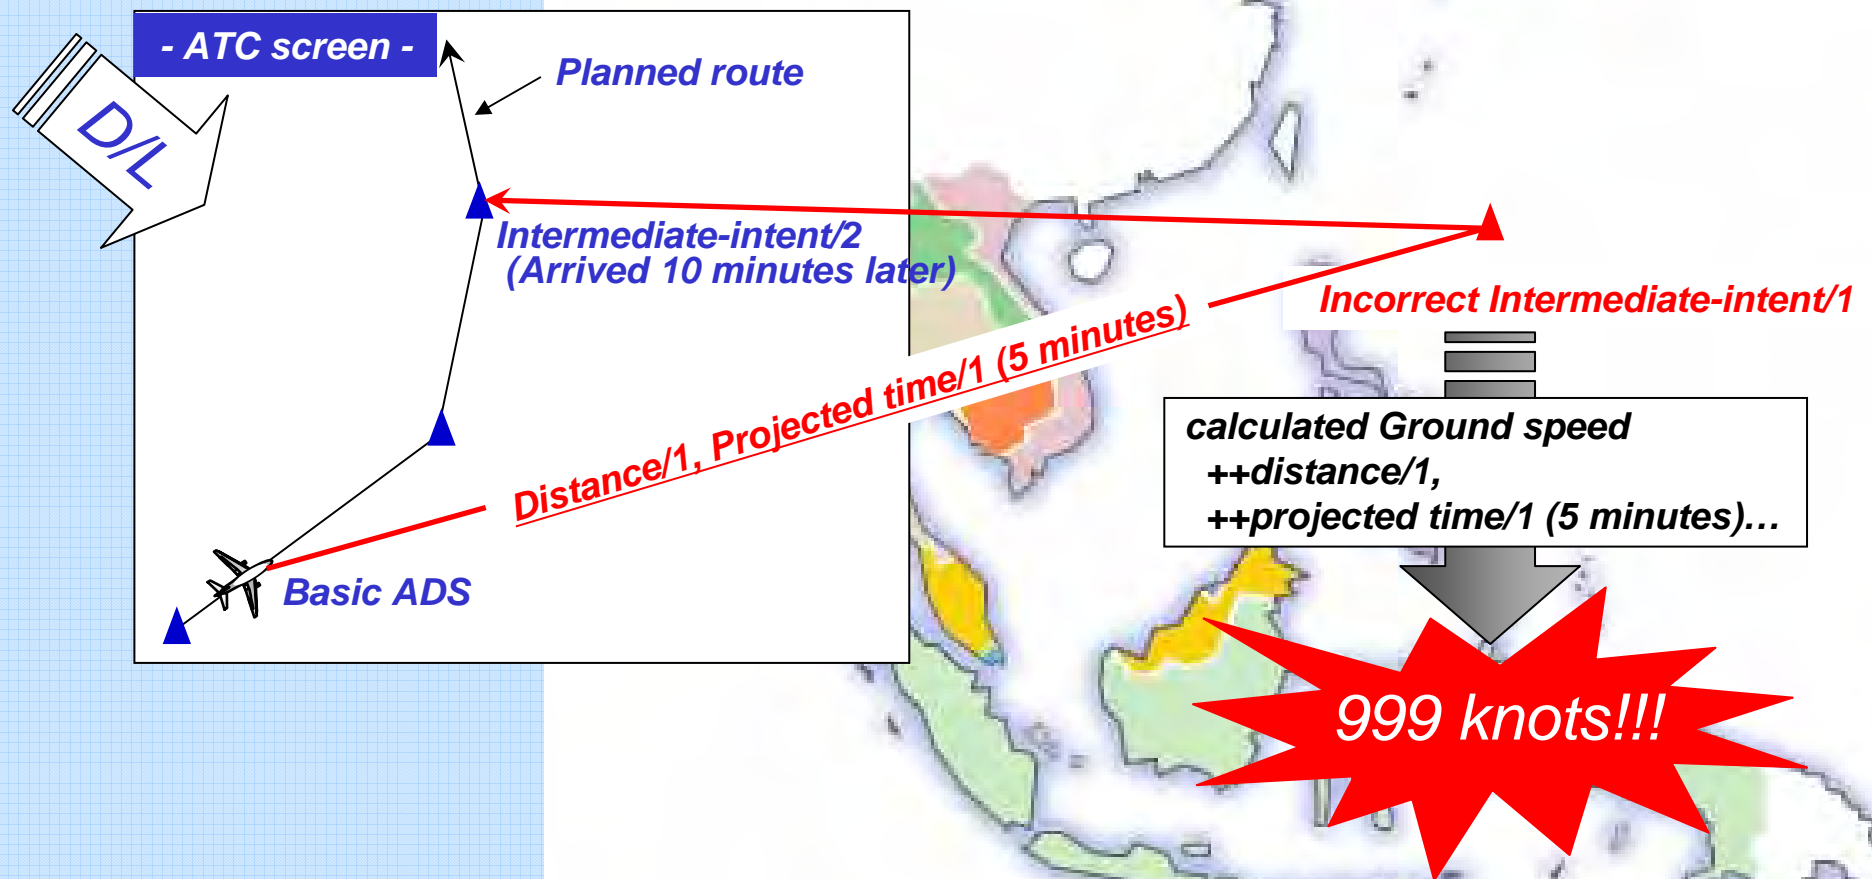 - ATC screen -
Planned route
D/L
Intermediate-intent/2
(Arrived 10 minutes later)
Incorrect Intermediate-intent/1
Distance/1, Projected time/1 (5 minutes)
calculated Ground speed
++distance/1,
++projected time/1 (5 minutes)…
Basic ADS
999 knots!!!